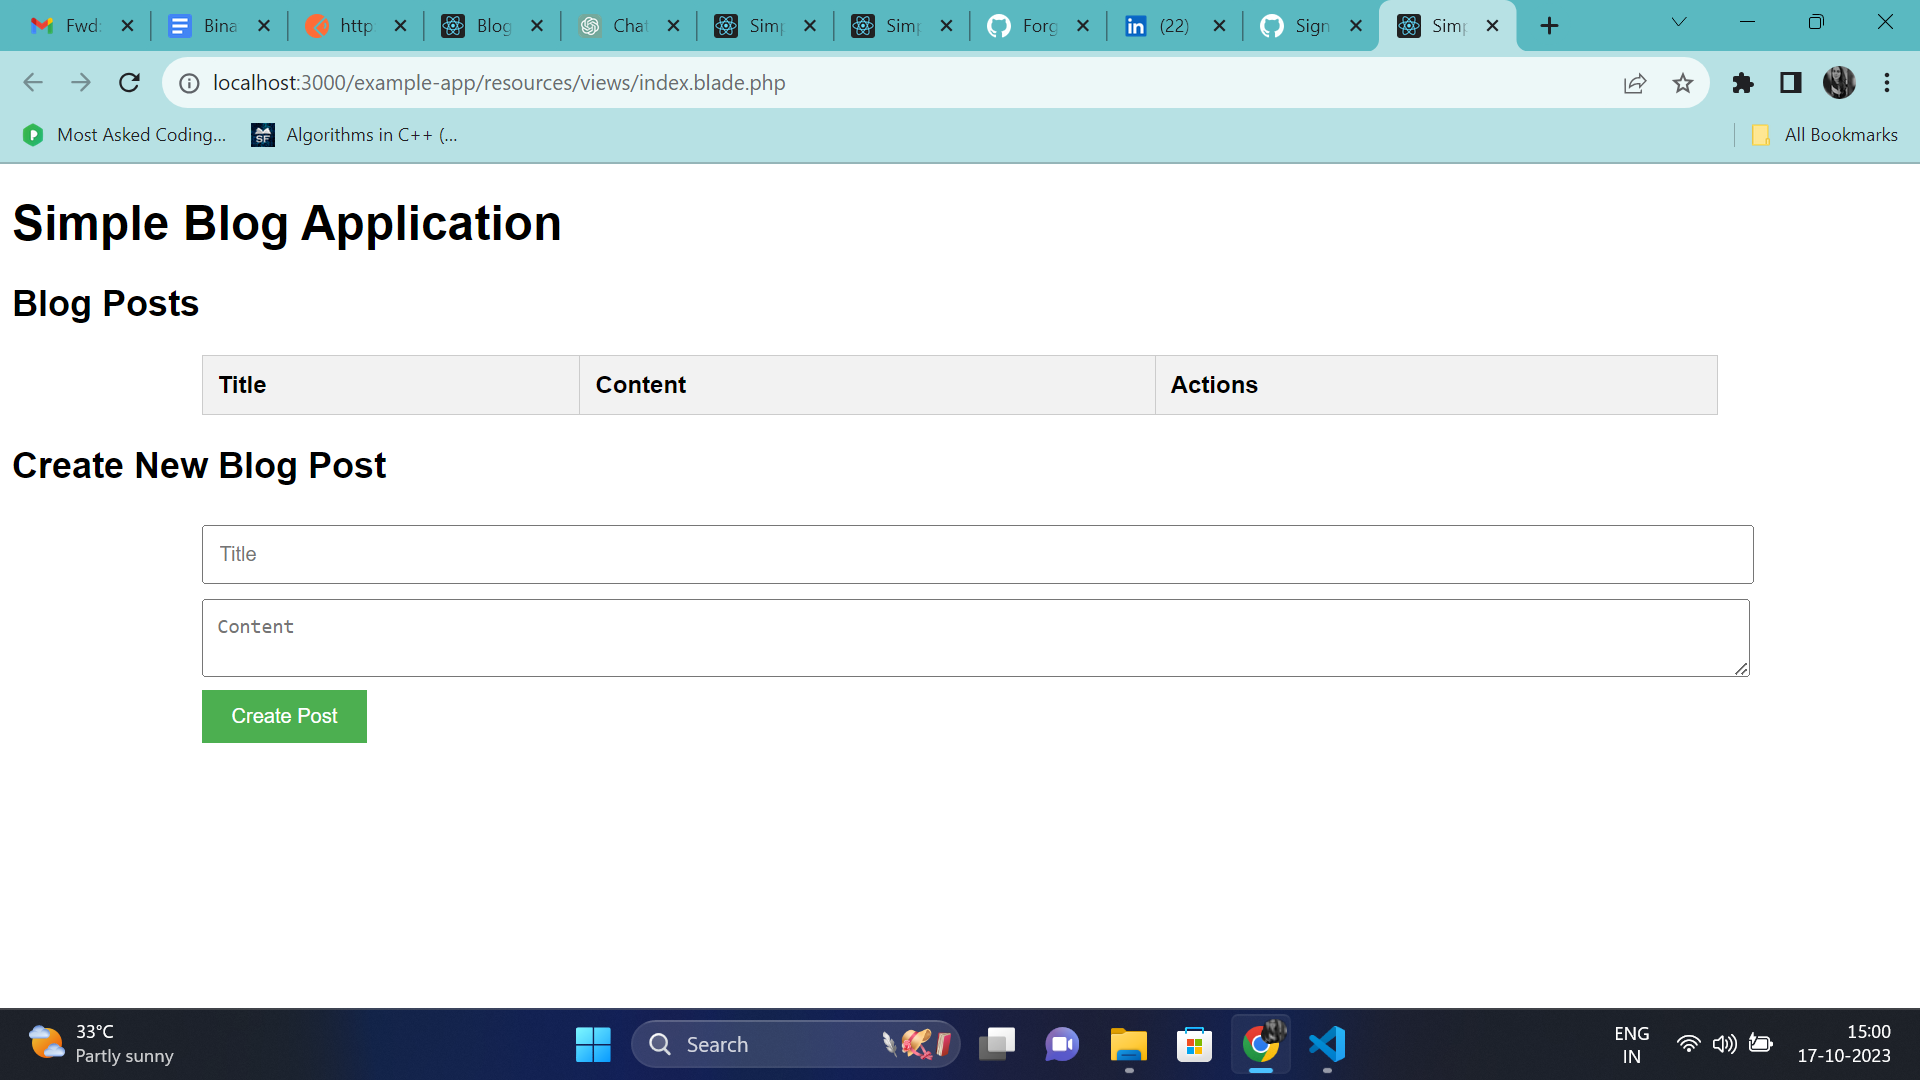 Fwd: Bina http Blog Chat Simp Simp Forg (22) Sign Simp
localhost:3000/example-app/resources/views/index.blade.php
Most Asked Coding... Algorithms in C++ (... All Bookmarks
Simple Blog Application
Blog Posts
Title Content Actions
Create New Blog Post
Title
Content
Create Post
33°C
Partly sunny
Search
ENG
IN
15:00
17-10-2023